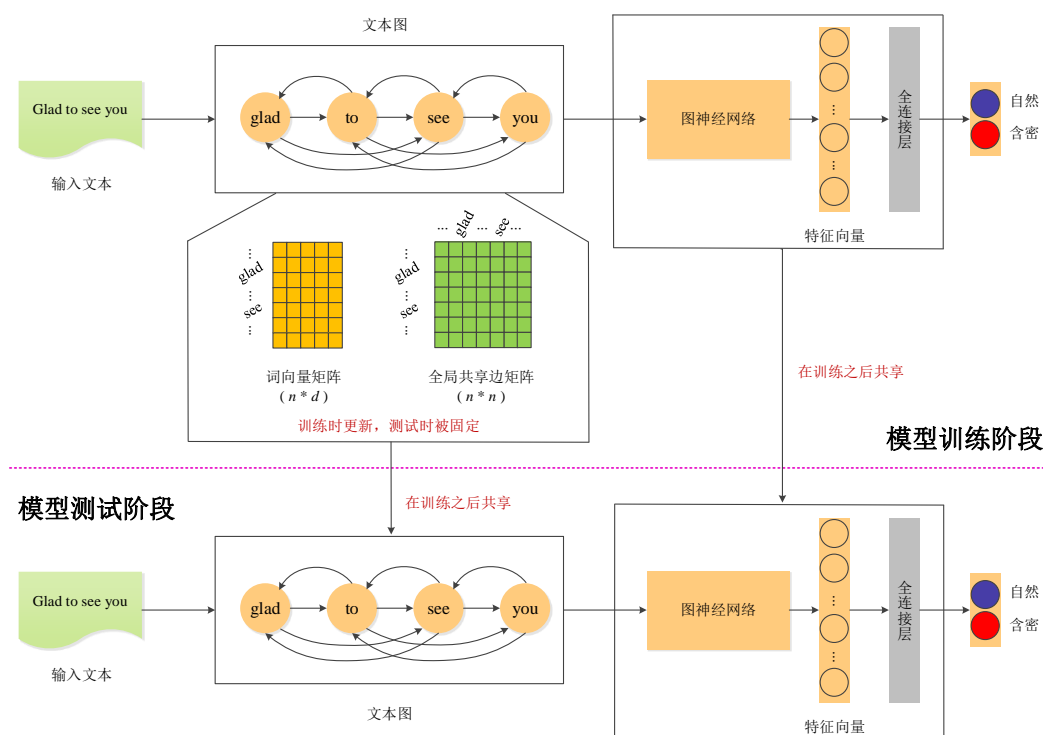 文本图
Glad to see you
输入文本
glad
to
see
you
图神经网络
⋮
⋮
全连接层
特征向量
自然
含密
… glad … see …
… glad … see …
… glad … see …
词向量矩阵
( n * d )
全局共享边矩阵
( n * n )
训练时更新，测试时被固定
在训练之后共享
模型训练阶段
模型测试阶段
在训练之后共享
Glad to see you
输入文本
glad
to
see
you
文本图
图神经网络
⋮
⋮
全连接层
特征向量
自然
含密